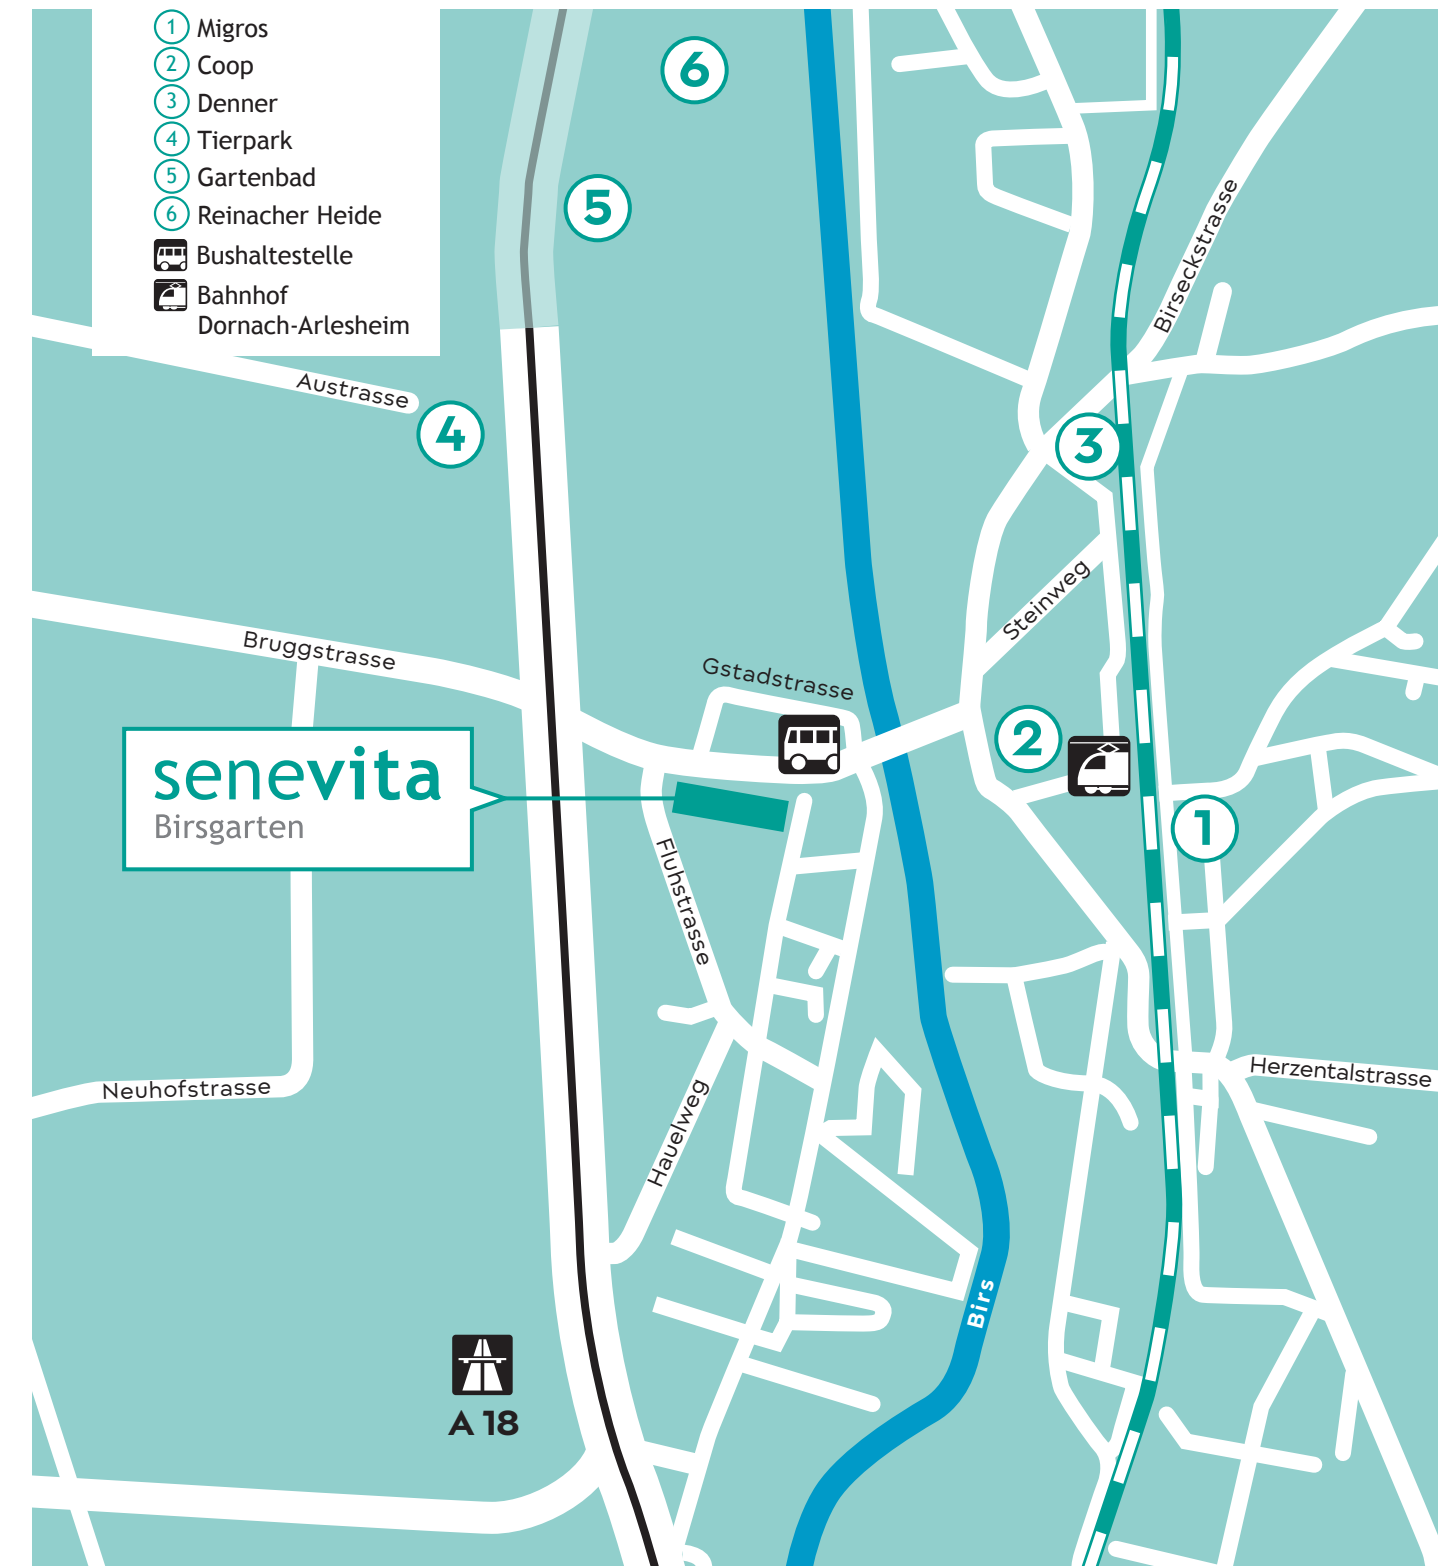 1 Migros
2 Coop
3 Denner
4 Tierpark
5 Gartenbad
6 Reinacher Heide
Bushaltestelle
Bahnhof
Dornach-Arlesheim
6
5
Birseckstrasse
Austrasse
4
3
Steinweg
Bruggstrasse
Gstadstrasse
2
senevita
Birsgarten
1
Fluhstrasse
Herzentalstrasse
Neuhofstrasse
Hauelweg
Birs
A 18